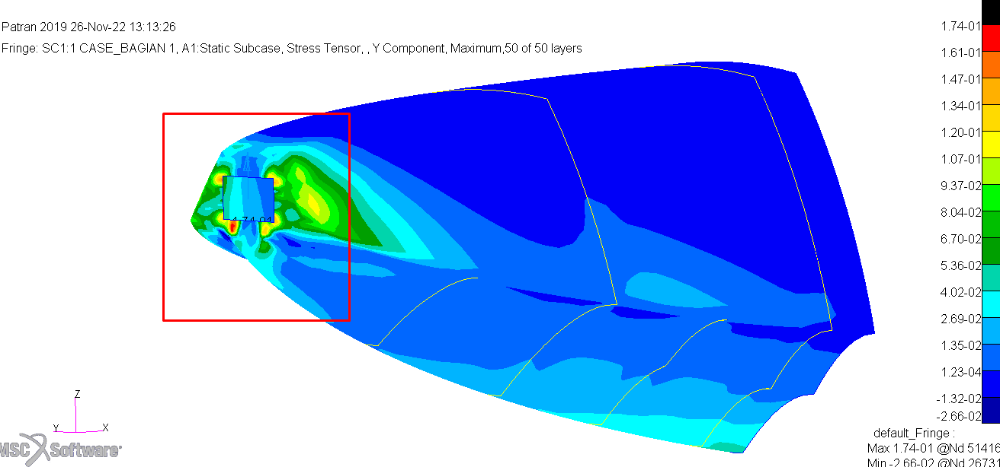 Patran 2019 26-Nov-22 13:13:26
Fringe: SC1:1 CASE_BAGIAN 1, A1:Static Subcase, Stress Tensor, , Y Component, Maximum,50 of 50 layers
1.74-01
1.61-01
1.47-01
1.34-01
1.20-01
1.07-01
9.37-02
8.04-02
6.70-02
5.36-02
4.02-02
2.69-02
1.35-02
1.23-04
-1.32-02
-2.66-02
1.74-01
Z
Y
X
MSC Software
default_Fringe :
Max 1.74-01 @Nd 51416
Min -2.66-02 @Nd 26731